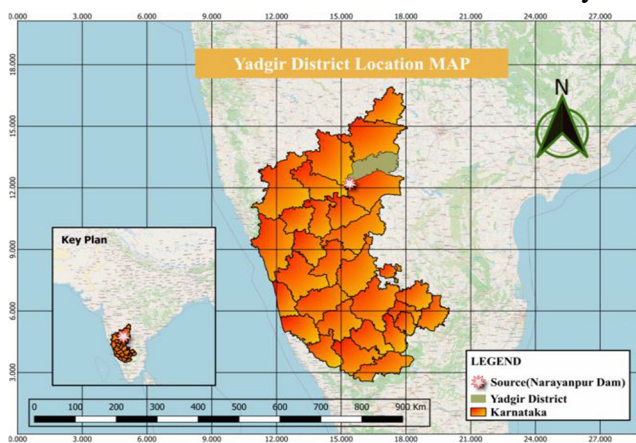 0.000 3.000 6.000 9.000 12.000 15.000 18.000 21.000 24.000 27.000
Yadgir District Location MAP
N
18.000
15.000
12.000
9.000
6.000
3.000
Key Plan
LEGEND
Source(Narayanpur Dam)
Yadgir District
Karnataka
0 100 200 300 400 500 600 700 800 900 Km
0.000 3.000 6.000 9.000 12.000 15.000 18.000 21.000 24.000 27.000